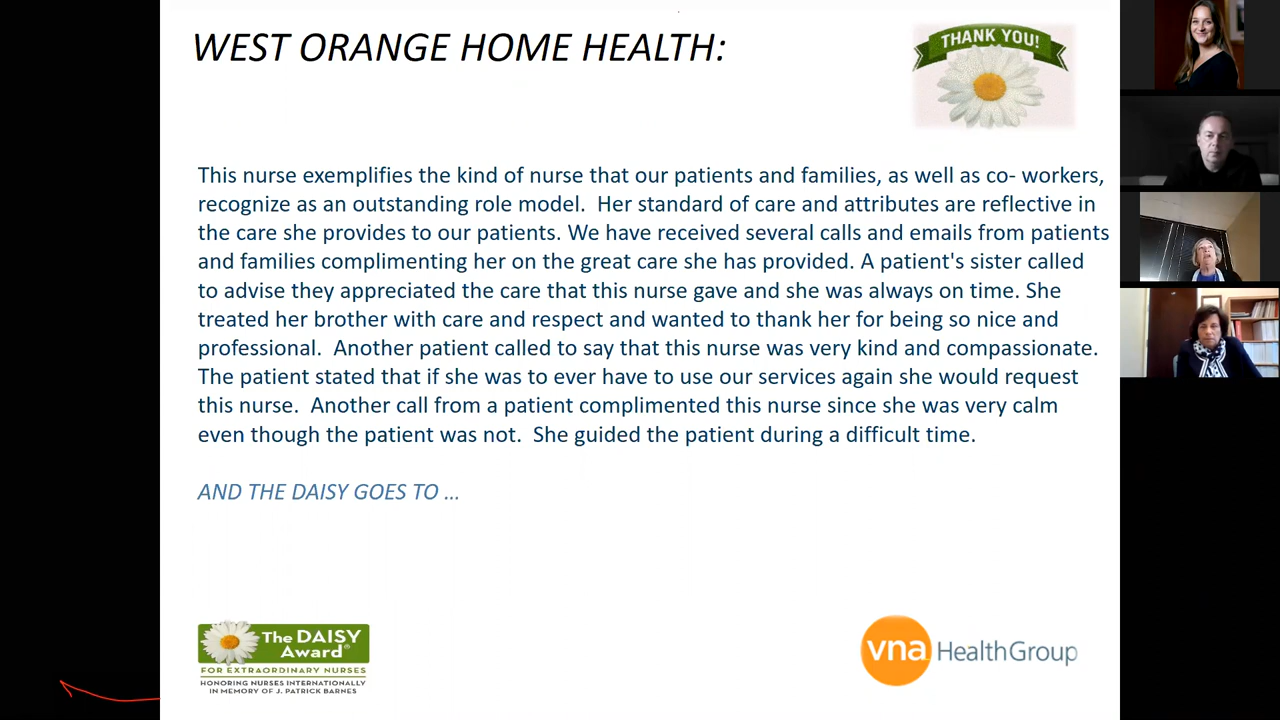 WEST ORANGE HOME HEALTH:
THANK YOU!
This nurse exemplifies the kind of nurse that our patients and families, as well as co- workers,
recognize as an outstanding role model.  Her standard of care and attributes are reflective in
the care she provides to our patients. We have received several calls and emails from patients
and families complimenting her on the great care she has provided. A patient's sister called
to advise they appreciated the care that this nurse gave and she was always on time. She
treated her brother with care and respect and wanted to thank her for being so nice and
professional.  Another patient called to say that this nurse was very kind and compassionate.
The patient stated that if she was to ever have to use our services again she would request
this nurse.  Another call from a patient complimented this nurse since she was very calm
even though the patient was not.  She guided the patient during a difficult time.
AND THE DAISY GOES TO …
The DAISY
Award®
FOR EXTRAORDINARY NURSES
HONORING NURSES INTERNATIONALLY
IN MEMORY OF J. PATRICK BARNES
vna HealthGroup